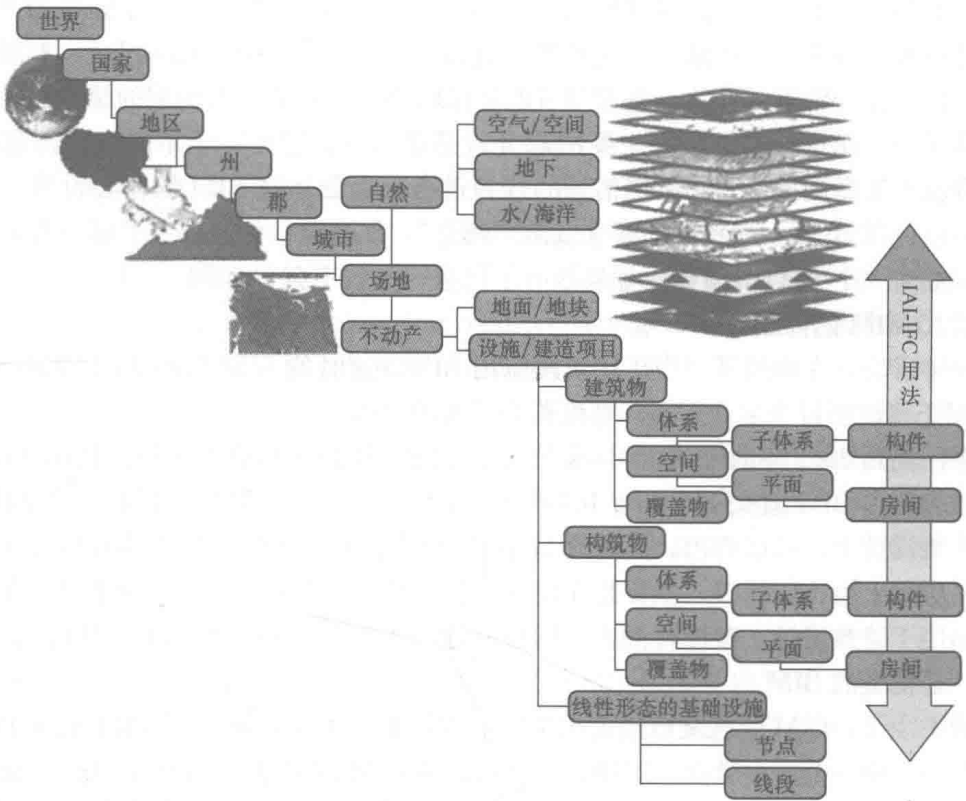 世界
国家
地区
州
郡
城市
场地
自然
空气/空间
地下
水/海洋
不动产
地面/地块
设施/建造项目
建筑物
体系
子体系
构件
空间
平面
房间
覆盖物
构筑物
体系
子体系
构件
空间
平面
房间
覆盖物
线性形态的基础设施
节点
线段
IAI-IFC 用法